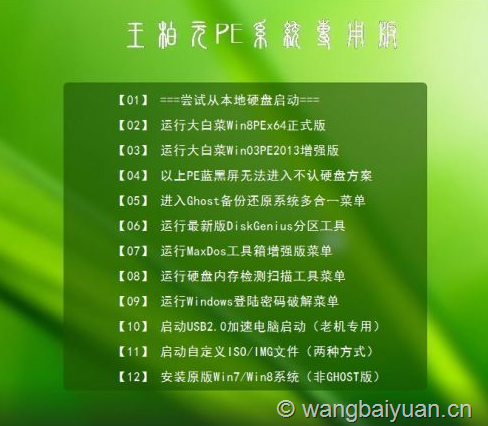 王柏元PE系統專用版
【01】 ===尝试从本地硬盘启动===
【02】 运行大白菜Win8PEx64正式版
【03】 运行大白菜Win03PE2013增强版
【04】 以上PE蓝黑屏无法进入不认硬盘方案
【05】 进入Ghost备份还原系统多合一菜单
【06】 运行最新版DiskGenius分区工具
【07】 运行MaxDos工具箱增强版菜单
【08】 运行硬盘内存检测扫描工具菜单
【09】 运行Windows登陆密码破解菜单
【10】 启动USB2.0加速电脑启动（老机专用）
【11】 启动自定义ISO/IMG文件（两种方式）
【12】 安装原版Win7/Win8系统（非GHOST版）
© wangbaiyuan.cn